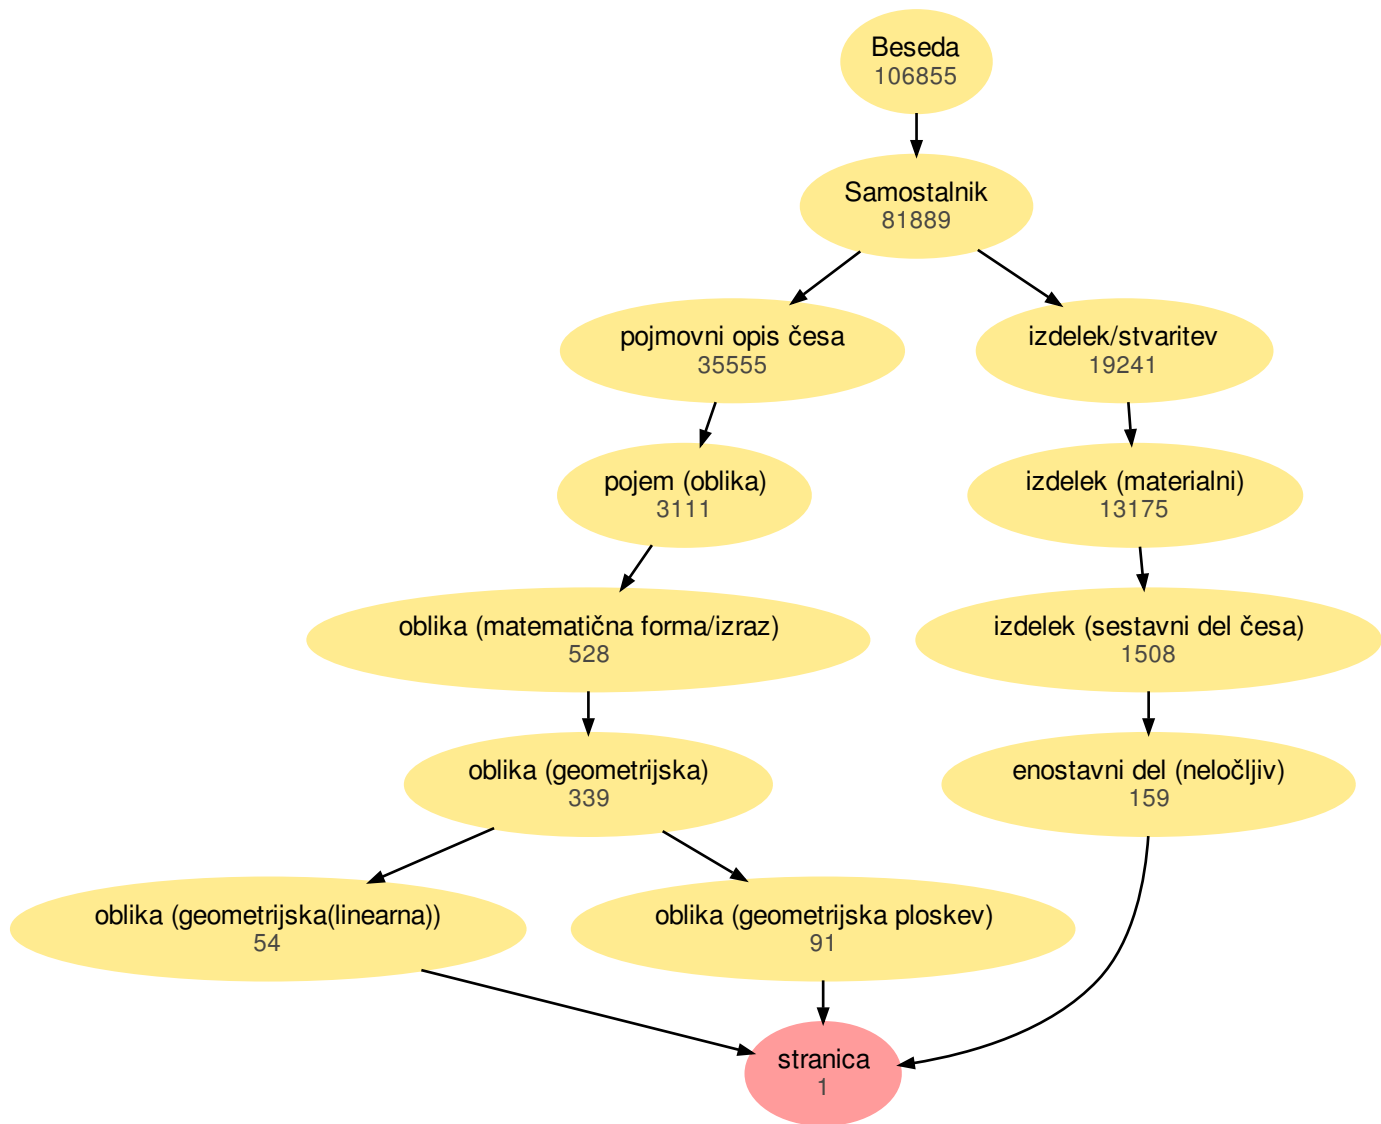 Beseda
106855
Samostalnik
81889
pojmovni opis česa
35555
izdelek/stvaritev
19241
pojem (oblika)
3111
izdelek (materialni)
13175
oblika (matematična forma/izraz)
528
izdelek (sestavni del česa)
1508
oblika (geometrijska)
339
enostavni del (neločljiv)
159
oblika (geometrijska(linearna))
54
oblika (geometrijska ploskev)
91
stranica
1